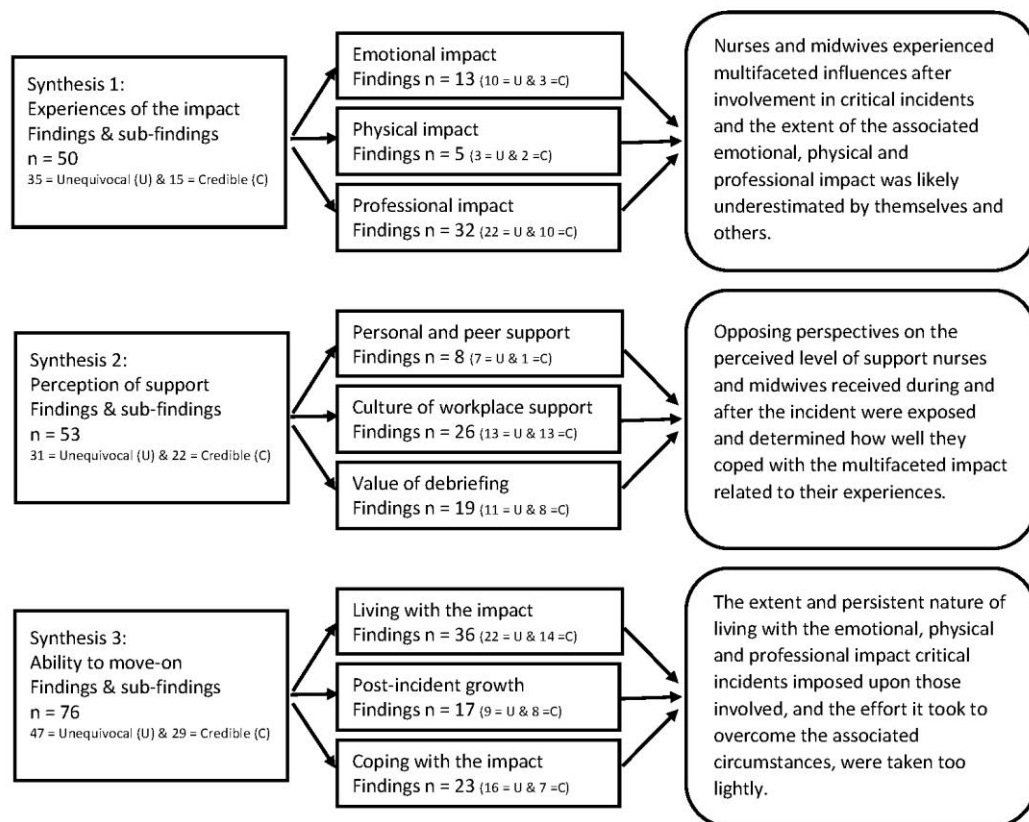 Synthesis 1:
Experiences of the impact
Findings & sub-findings
n = 50
35 = Unequivocal (U) & 15 = Credible (C)
Emotional impact
Findings n = 13 (10 = U & 3 =C)
Physical impact
Findings n = 5 (3 = U & 2 =C)
Professional impact
Findings n = 32 (22 = U & 10 =C)
Nurses and midwives experienced
multifaceted influences after
involvement in critical incidents
and the extent of the associated
emotional, physical and
professional impact was likely
underestimated by themselves and
others.
Synthesis 2:
Perception of support
Findings & sub-findings
n = 53
31 = Unequivocal (U) & 22 = Credible (C)
Personal and peer support
Findings n = 8 (7 = U & 1 =C)
Culture of workplace support
Findings n = 26 (13 = U & 13 =C)
Value of debriefing
Findings n = 19 (11 = U & 8 =C)
Opposing perspectives on the
perceived level of support nurses
and midwives received during and
after the incident were exposed
and determined how well they
coped with the multifaceted impact
related to their experiences.
Synthesis 3:
Ability to move-on
Findings & sub-findings
n = 76
47 = Unequivocal (U) & 29 = Credible (C)
Living with the impact
Findings n = 36 (22 = U & 14 =C)
Post-incident growth
Findings n = 17 (9 = U & 8 =C)
Coping with the impact
Findings n = 23 (16 = U & 7 =C)
The extent and persistent nature of
living with the emotional, physical
and professional impact critical
incidents imposed upon those
involved, and the effort it took to
overcome the associated
circumstances, were taken too
lightly.